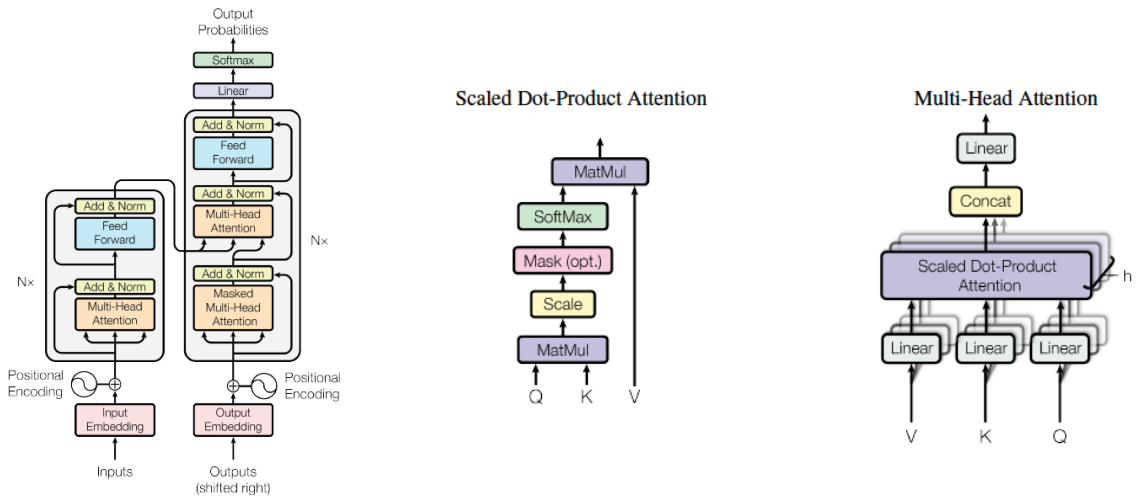 Output
Probabilities
Softmax
Linear
Add & Norm
Feed
Forward
Add & Norm
Multi-Head
Attention
Nx
Add & Norm
Masked
Multi-Head
Attention
Add & Norm
Feed
Forward
Nx
Add & Norm
Multi-Head
Attention
Positional
Encoding
Positional
Encoding
Input
Embedding
Output
Embedding
Inputs
Outputs
(shifted right)
Scaled Dot-Product Attention
MatMul
SoftMax
Mask (opt.)
Scale
MatMul
Q K V
Multi-Head Attention
Linear
Concat
Scaled Dot-Product
Attention
h
Linear Linear Linear
V K Q